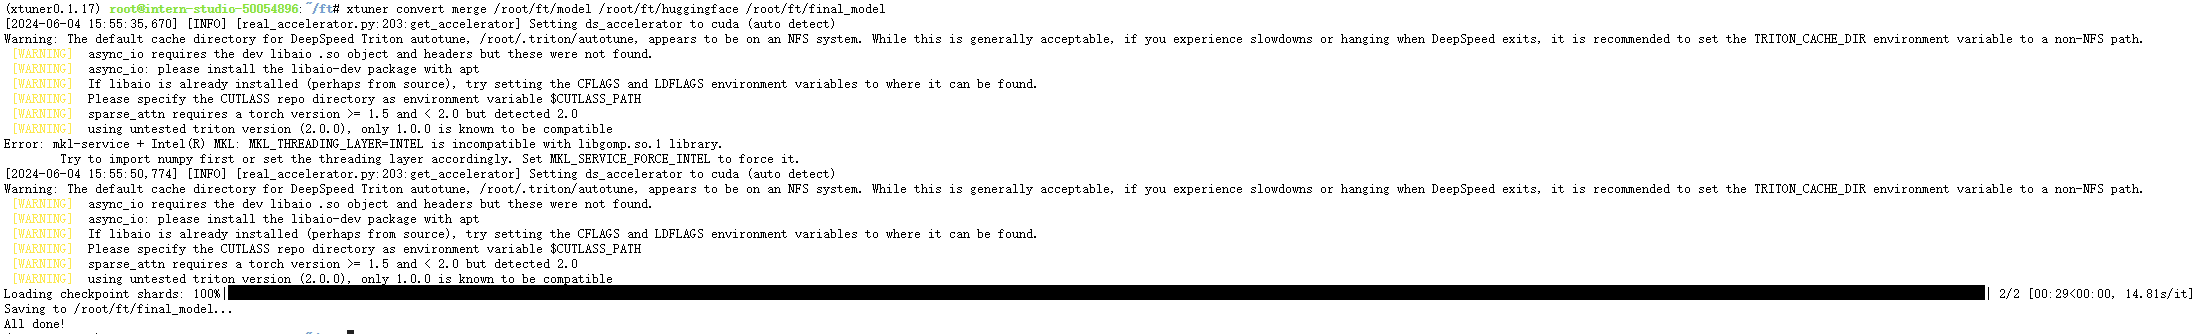 (xtuner0.1.17) root@intern-studio-50054896:~/ft# xtuner convert merge /root/ft/model /root/ft/huggingface /root/ft/final_model
[2024-06-04 15:55:35,670] [INFO] [real_accelerator.py:203:get_accelerator] Setting ds_accelerator to cuda (auto detect)
Warning: The default cache directory for DeepSpeed Triton autotune, /root/.triton/autotune, appears to be on an NFS system. While this is generally acceptable, if you experience slowdowns or hanging when DeepSpeed exits, it is recommended to set the TRITON_CACHE_DIR environment variable to a non-NFS path.
[WARNING]  async_io requires the dev libaio .so object and headers but these were not found.
[WARNING]  async_io: please install the libaio-dev package with apt
[WARNING]  If libaio is already installed (perhaps from source), try setting the CFLAGS and LDFLAGS environment variables to where it can be found.
[WARNING]  Please specify the CUTLASS repo directory as environment variable $CUTLASS_PATH
[WARNING]  sparse_attn requires a torch version >= 1.5 and < 2.0 but detected 2.0
[WARNING]  using untested triton version (2.0.0), only 1.0.0 is known to be compatible
Error: mkl-service + Intel(R) MKL: MKL_THREADING_LAYER=INTEL is incompatible with libgomp.so.1 library.
Try to import numpy first or set the threading layer accordingly. Set MKL_SERVICE_FORCE_INTEL to force it.
[2024-06-04 15:55:50,774] [INFO] [real_accelerator.py:203:get_accelerator] Setting ds_accelerator to cuda (auto detect)
Warning: The default cache directory for DeepSpeed Triton autotune, /root/.triton/autotune, appears to be on an NFS system. While this is generally acceptable, if you experience slowdowns or hanging when DeepSpeed exits, it is recommended to set the TRITON_CACHE_DIR environment variable to a non-NFS path.
[WARNING]  async_io requires the dev libaio .so object and headers but these were not found.
[WARNING]  async_io: please install the libaio-dev package with apt
[WARNING]  If libaio is already installed (perhaps from source), try setting the CFLAGS and LDFLAGS environment variables to where it can be found.
[WARNING]  Please specify the CUTLASS repo directory as environment variable $CUTLASS_PATH
[WARNING]  sparse_attn requires a torch version >= 1.5 and < 2.0 but detected 2.0
[WARNING]  using untested triton version (2.0.0), only 1.0.0 is known to be compatible
Loading checkpoint shards: 100%| | 2/2 [00:29<00:00, 14.81s/it]
Saving to /root/ft/final_model...
All done!